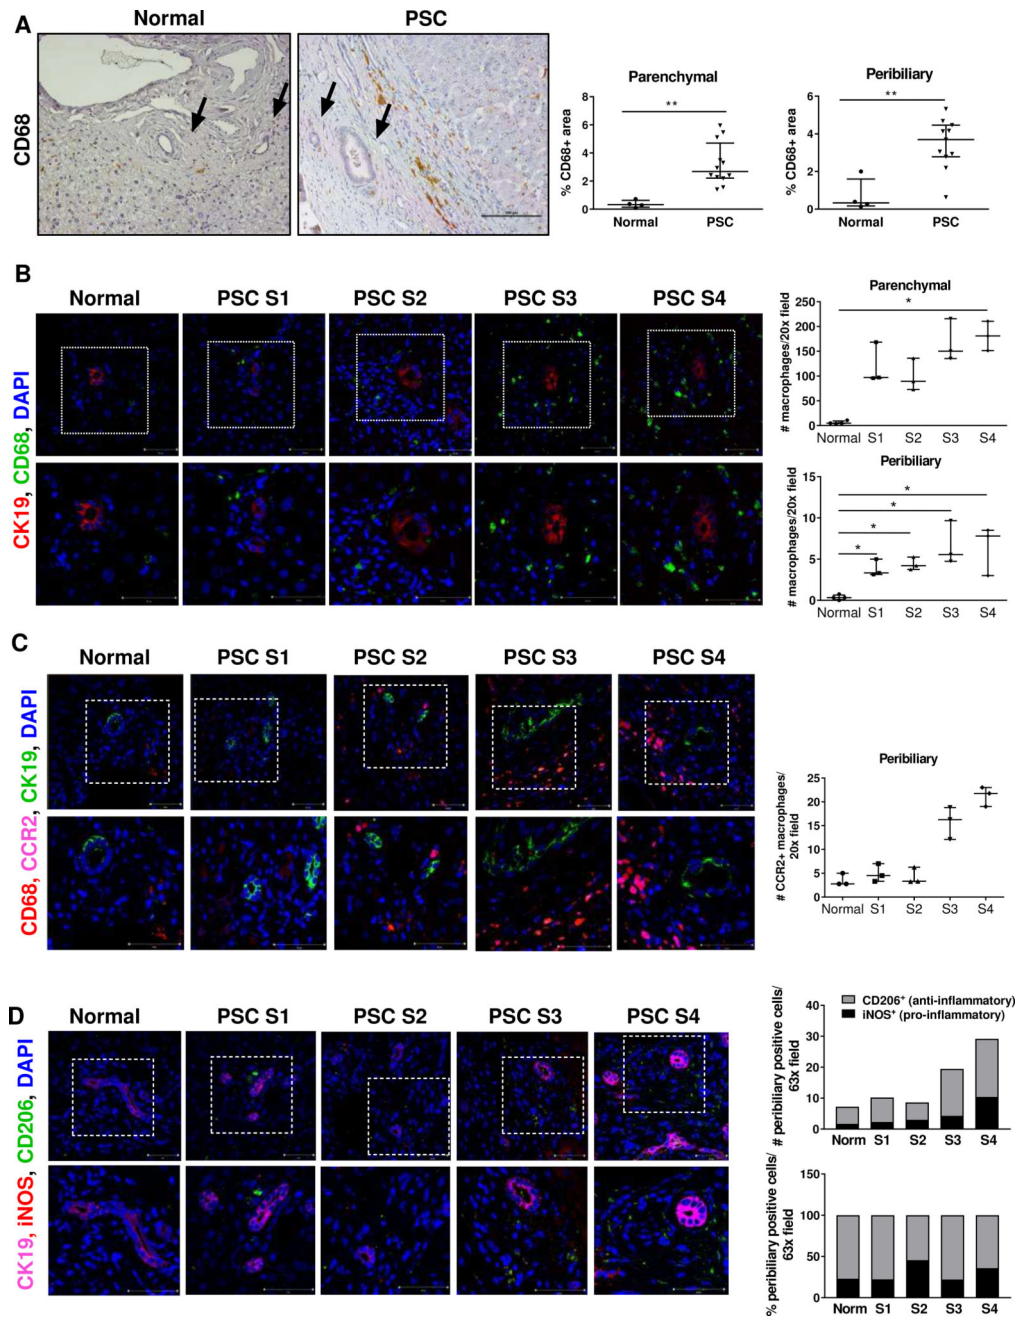 A
Normal
PSC
CD68
Parenchymal
% CD68+ area
8
6
4
2
0
**
Normal
PSC
Peribiliary
% CD68+ area
6
4
2
0
**
Normal
PSC
B
Normal
PSC S1
PSC S2
PSC S3
PSC S4
CK19, CD68, DAPI
Parenchymal
# macrophages/20x field
250
200
150
100
50
0
*
Normal
S1
S2
S3
S4
Peribiliary
# macrophages/20x field
15
10
5
0
*
*
*
*
Normal
S1
S2
S3
S4
C
Normal
PSC S1
PSC S2
PSC S3
PSC S4
CD68, CCR2, CK19, DAPI
Peribiliary
# CCR2+ macrophages/
20x field
25
20
15
10
5
0
Normal
S1
S2
S3
S4
D
Normal
PSC S1
PSC S2
PSC S3
PSC S4
CK19, iNOS, CD206, DAPI
CD206+ (anti-inflammatory)
iNOS+ (pro-inflammatory)
# peribiliary positive cells/
63x field
40
30
20
10
0
Norm
S1
S2
S3
S4
% peribiliary positive cells/
63x field
150
100
50
0
Norm
S1
S2
S3
S4